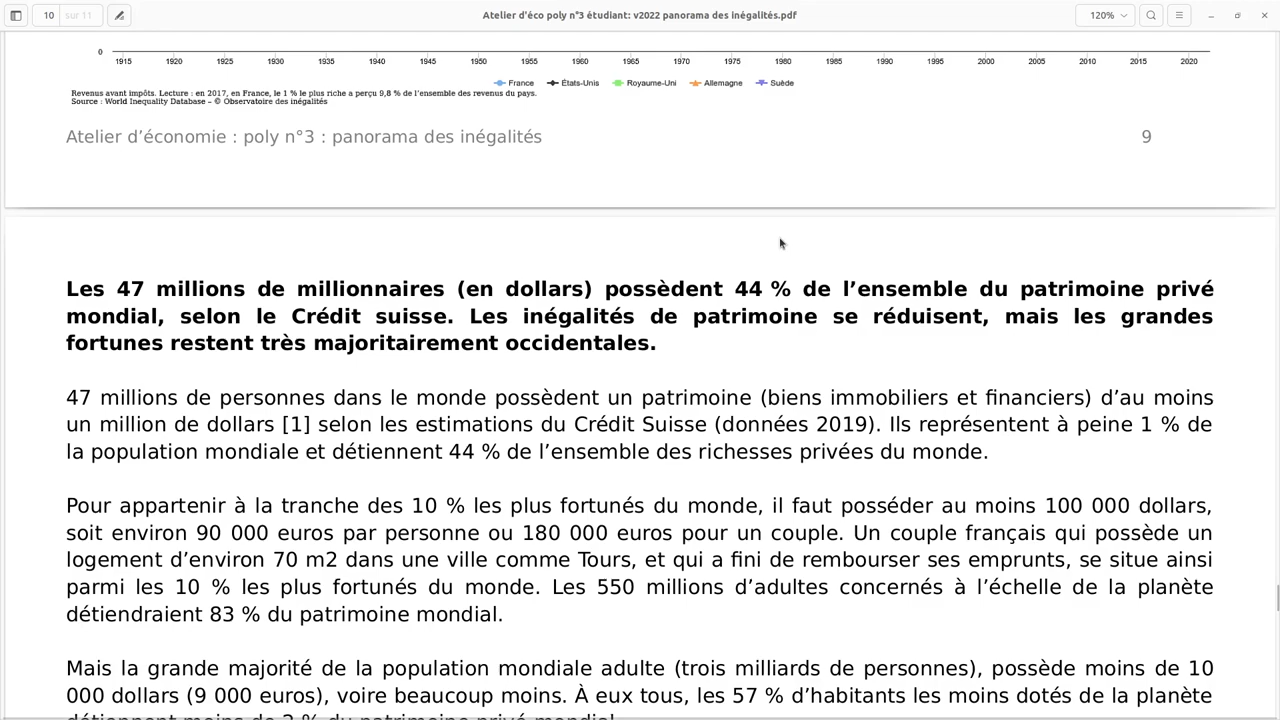 10 sur 11
Atelier d'éco poly n°3 étudiant: v2022 panorama des inégalités.pdf
120%
0
1915 1920 1925 1930 1935 1940 1945 1950 1955 1960 1965 1970 1975 1980 1985 1990 1995 2000 2005 2010 2015 2020
France États-Unis Royaume-Uni Allemagne Suède
Revenus avant impôts. Lecture : en 2017, en France, le 1 % le plus riche a perçu 9,8 % de l'ensemble des revenus du pays.
Source : World Inequality Database – © Observatoire des inégalités
Atelier d'économie : poly n°3 : panorama des inégalités 9
Les 47 millions de millionnaires (en dollars) possèdent 44 % de l'ensemble du patrimoine privé
mondial, selon le Crédit suisse. Les inégalités de patrimoine se réduisent, mais les grandes
fortunes restent très majoritairement occidentales.
47 millions de personnes dans le monde possèdent un patrimoine (biens immobiliers et financiers) d'au moins
un million de dollars [1] selon les estimations du Crédit Suisse (données 2019). Ils représentent à peine 1 % de
la population mondiale et détiennent 44 % de l'ensemble des richesses privées du monde.
Pour appartenir à la tranche des 10 % les plus fortunés du monde, il faut posséder au moins 100 000 dollars,
soit environ 90 000 euros par personne ou 180 000 euros pour un couple. Un couple français qui possède un
logement d'environ 70 m2 dans une ville comme Tours, et qui a fini de rembourser ses emprunts, se situe ainsi
parmi les 10 % les plus fortunés du monde. Les 550 millions d'adultes concernés à l'échelle de la planète
détiendraient 83 % du patrimoine mondial.
Mais la grande majorité de la population mondiale adulte (trois milliards de personnes), possède moins de 10
000 dollars (9 000 euros), voire beaucoup moins. À eux tous, les 57 % d'habitants les moins dotés de la planète
détiennent moins de 2 % du patrimoine privé mondial